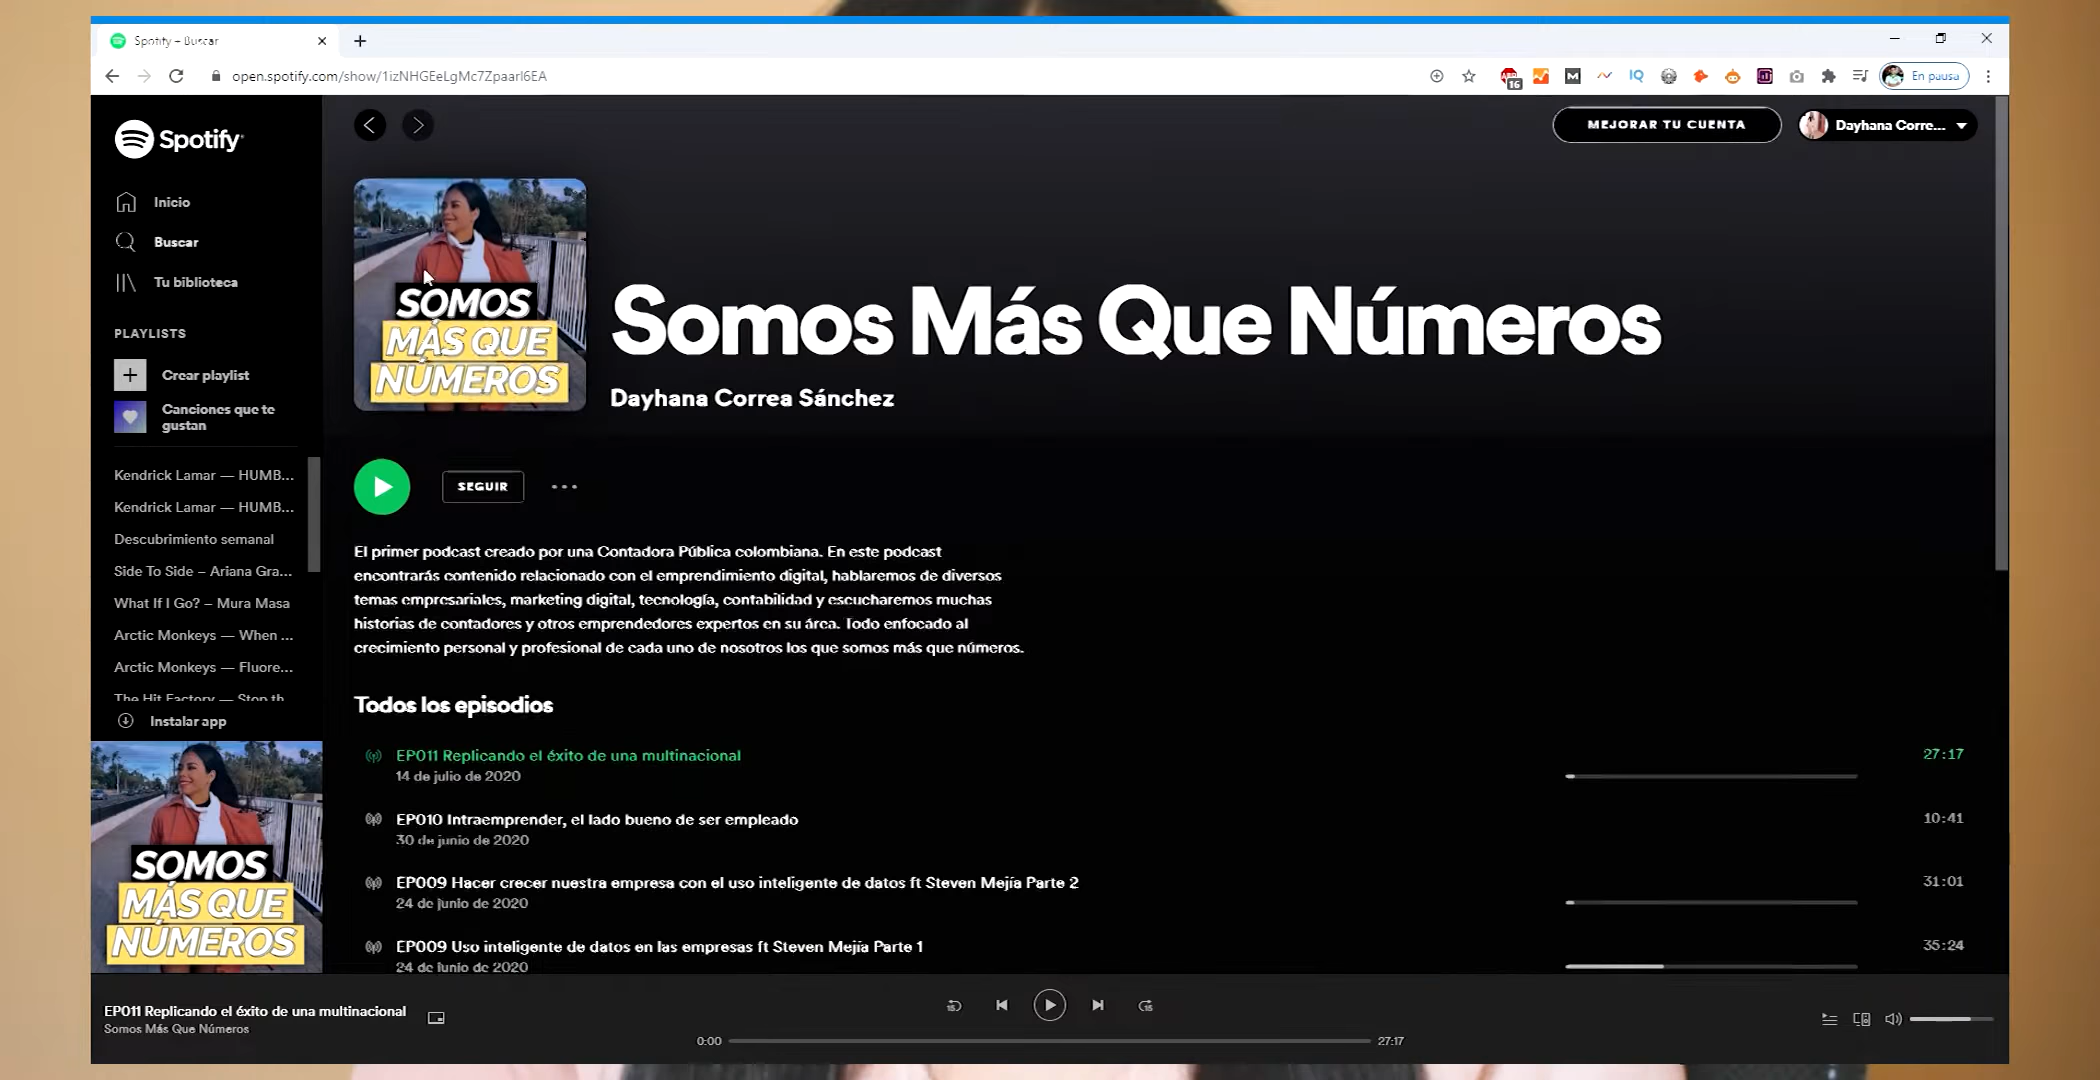 Spotify – Buscar
open.spotify.com/show/1izNHGEeLgMc7Zpaarl6EA
16
IQ
En pausa
Spotify
MEJORAR TU CUENTA
Dayhana Corre...
Inicio
Buscar
Tu biblioteca
PLAYLISTS
Crear playlist
Canciones que te
gustan
Kendrick Lamar — HUMB...
Kendrick Lamar — HUMB...
Descubrimiento semanal
Side To Side – Ariana Gra...
What If I Go? – Mura Masa
Arctic Monkeys — When ...
Arctic Monkeys — Fluore...
The Hit Factory — Stop th
Instalar app
SOMOS
MÁS QUE
NÚMEROS
Somos Más Que Números
Dayhana Correa Sánchez
SEGUIR
El primer podcast creado por una Contadora Pública colombiana. En este podcast
encontrarás contenido relacionado con el emprendimiento digital, hablaremos de diversos
temas empresariales, marketing digital, tecnología, contabilidad y escucharemos muchas
historias de contadores y otros emprendedores expertos en su área. Todo enfocado al
crecimiento personal y profesional de cada uno de nosotros los que somos más que números.
Todos los episodios
EP011 Replicando el éxito de una multinacional
27:17
14 de julio de 2020
EP010 Intraemprender, el lado bueno de ser empleado
10:41
30 de junio de 2020
EP009 Hacer crecer nuestra empresa con el uso inteligente de datos ft Steven Mejía Parte 2
31:01
24 de junio de 2020
EP009 Uso inteligente de datos en las empresas ft Steven Mejía Parte 1
35:24
24 de junio de 2020
SOMOS
MÁS QUE
NÚMEROS
EP011 Replicando el éxito de una multinacional
Somos Más Que Números
15
15
0:00
27:17